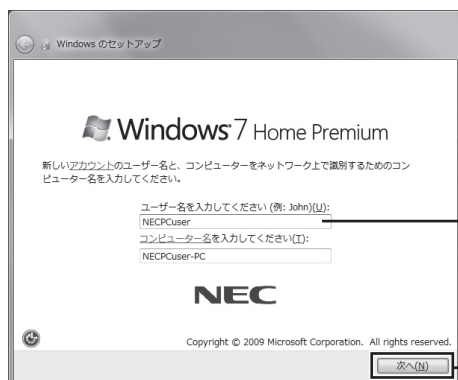 Windows のセットアップ
Windows 7 Home Premium
新しいアカウントのユーザー名と、コンピューターをネットワーク上で識別するためのコン
ピューター名を入力してください。
ユーザー名を入力してください (例: John)(U):
NECPCuser
コンピューター名を入力してください(T):
NECPCuser-PC
NEC
Copyright © 2009 Microsoft Corporation. All rights reserved.
次へ(N)